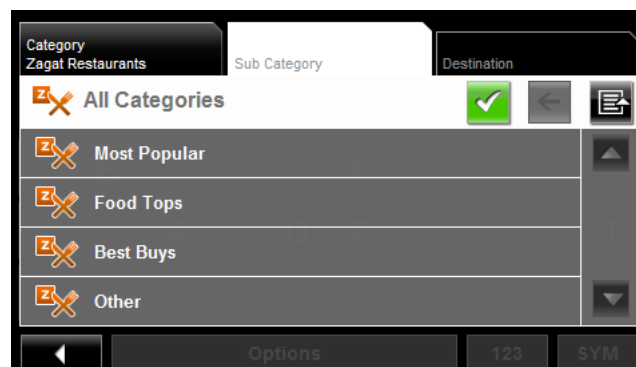 Category
Zagat Restaurants
Sub Category
Destination
Z All Categories
Z Most Popular
Z Food Tops
Z Best Buys
Z Other
Options
123
SYM